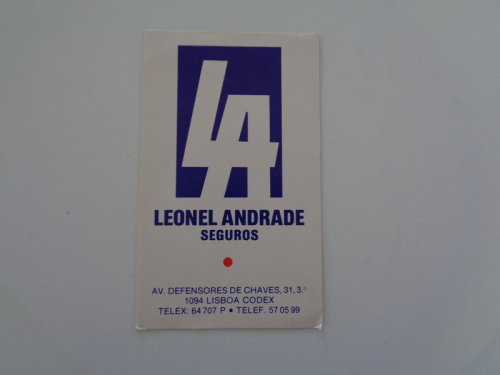 LA
LEONEL ANDRADE
SEGUROS
AV. DEFENSORES DE CHAVES, 31, 3.º
1094 LISBOA CODEX
TELEX: 64 707 P • TELEF. 57 05 99